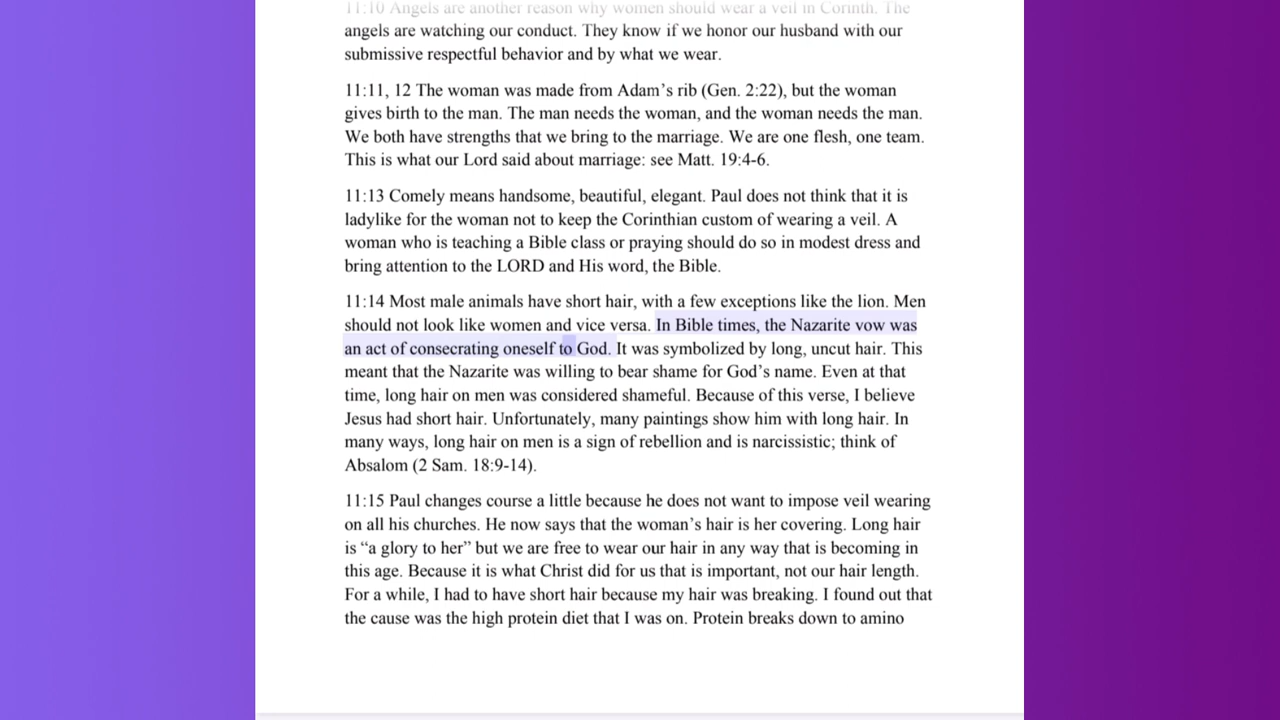 11:10 Angels are another reason why women should wear a veil in Corinth. The
angels are watching our conduct. They know if we honor our husband with our
submissive respectful behavior and by what we wear.
11:11, 12 The woman was made from Adam’s rib (Gen. 2:22), but the woman
gives birth to the man. The man needs the woman, and the woman needs the man.
We both have strengths that we bring to the marriage. We are one flesh, one team.
This is what our Lord said about marriage: see Matt. 19:4-6.
11:13 Comely means handsome, beautiful, elegant. Paul does not think that it is
ladylike for the woman not to keep the Corinthian custom of wearing a veil. A
woman who is teaching a Bible class or praying should do so in modest dress and
bring attention to the LORD and His word, the Bible.
11:14 Most male animals have short hair, with a few exceptions like the lion. Men
should not look like women and vice versa. In Bible times, the Nazarite vow was
an act of consecrating oneself to God. It was symbolized by long, uncut hair. This
meant that the Nazarite was willing to bear shame for God’s name. Even at that
time, long hair on men was considered shameful. Because of this verse, I believe
Jesus had short hair. Unfortunately, many paintings show him with long hair. In
many ways, long hair on men is a sign of rebellion and is narcissistic; think of
Absalom (2 Sam. 18:9-14).
11:15 Paul changes course a little because he does not want to impose veil wearing
on all his churches. He now says that the woman’s hair is her covering. Long hair
is “a glory to her” but we are free to wear our hair in any way that is becoming in
this age. Because it is what Christ did for us that is important, not our hair length.
For a while, I had to have short hair because my hair was breaking. I found out that
the cause was the high protein diet that I was on. Protein breaks down to amino